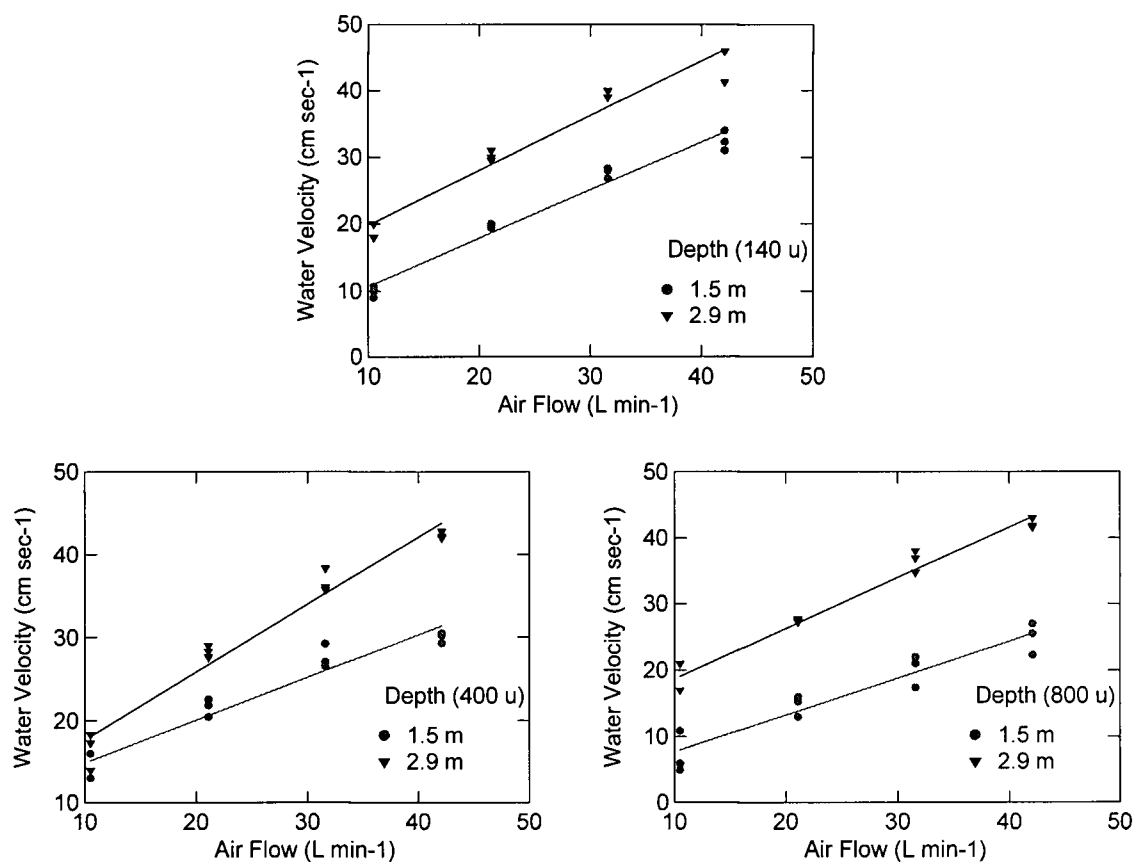 50
40
30
20
10
0
Water Velocity (cm sec-1)
Depth (140 u)
1.5 m
2.9 m
10 20 30 40 50
Air Flow (L min-1)
50
40
30
20
10
Water Velocity (cm sec-1)
Depth (400 u)
1.5 m
2.9 m
10 20 30 40 50
Air Flow (L min-1)
50
40
30
20
10
0
Water Velocity (cm sec-1)
Depth (800 u)
1.5 m
2.9 m
10 20 30 40 50
Air Flow (L min-1)